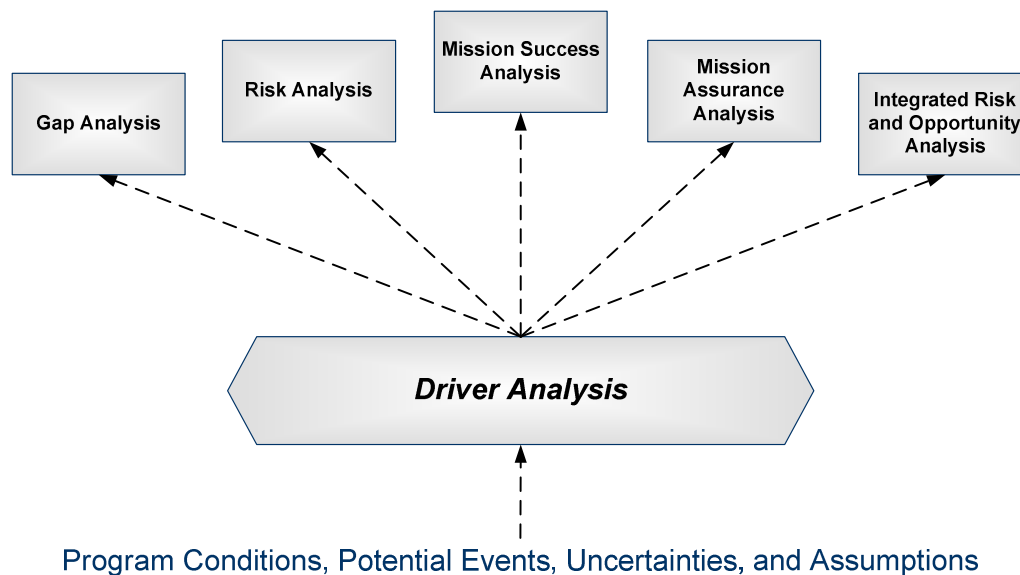 Gap Analysis
Risk Analysis
Mission Success
Analysis
Mission
Assurance
Analysis
Integrated Risk
and Opportunity
Analysis
Driver Analysis
Program Conditions, Potential Events, Uncertainties, and Assumptions